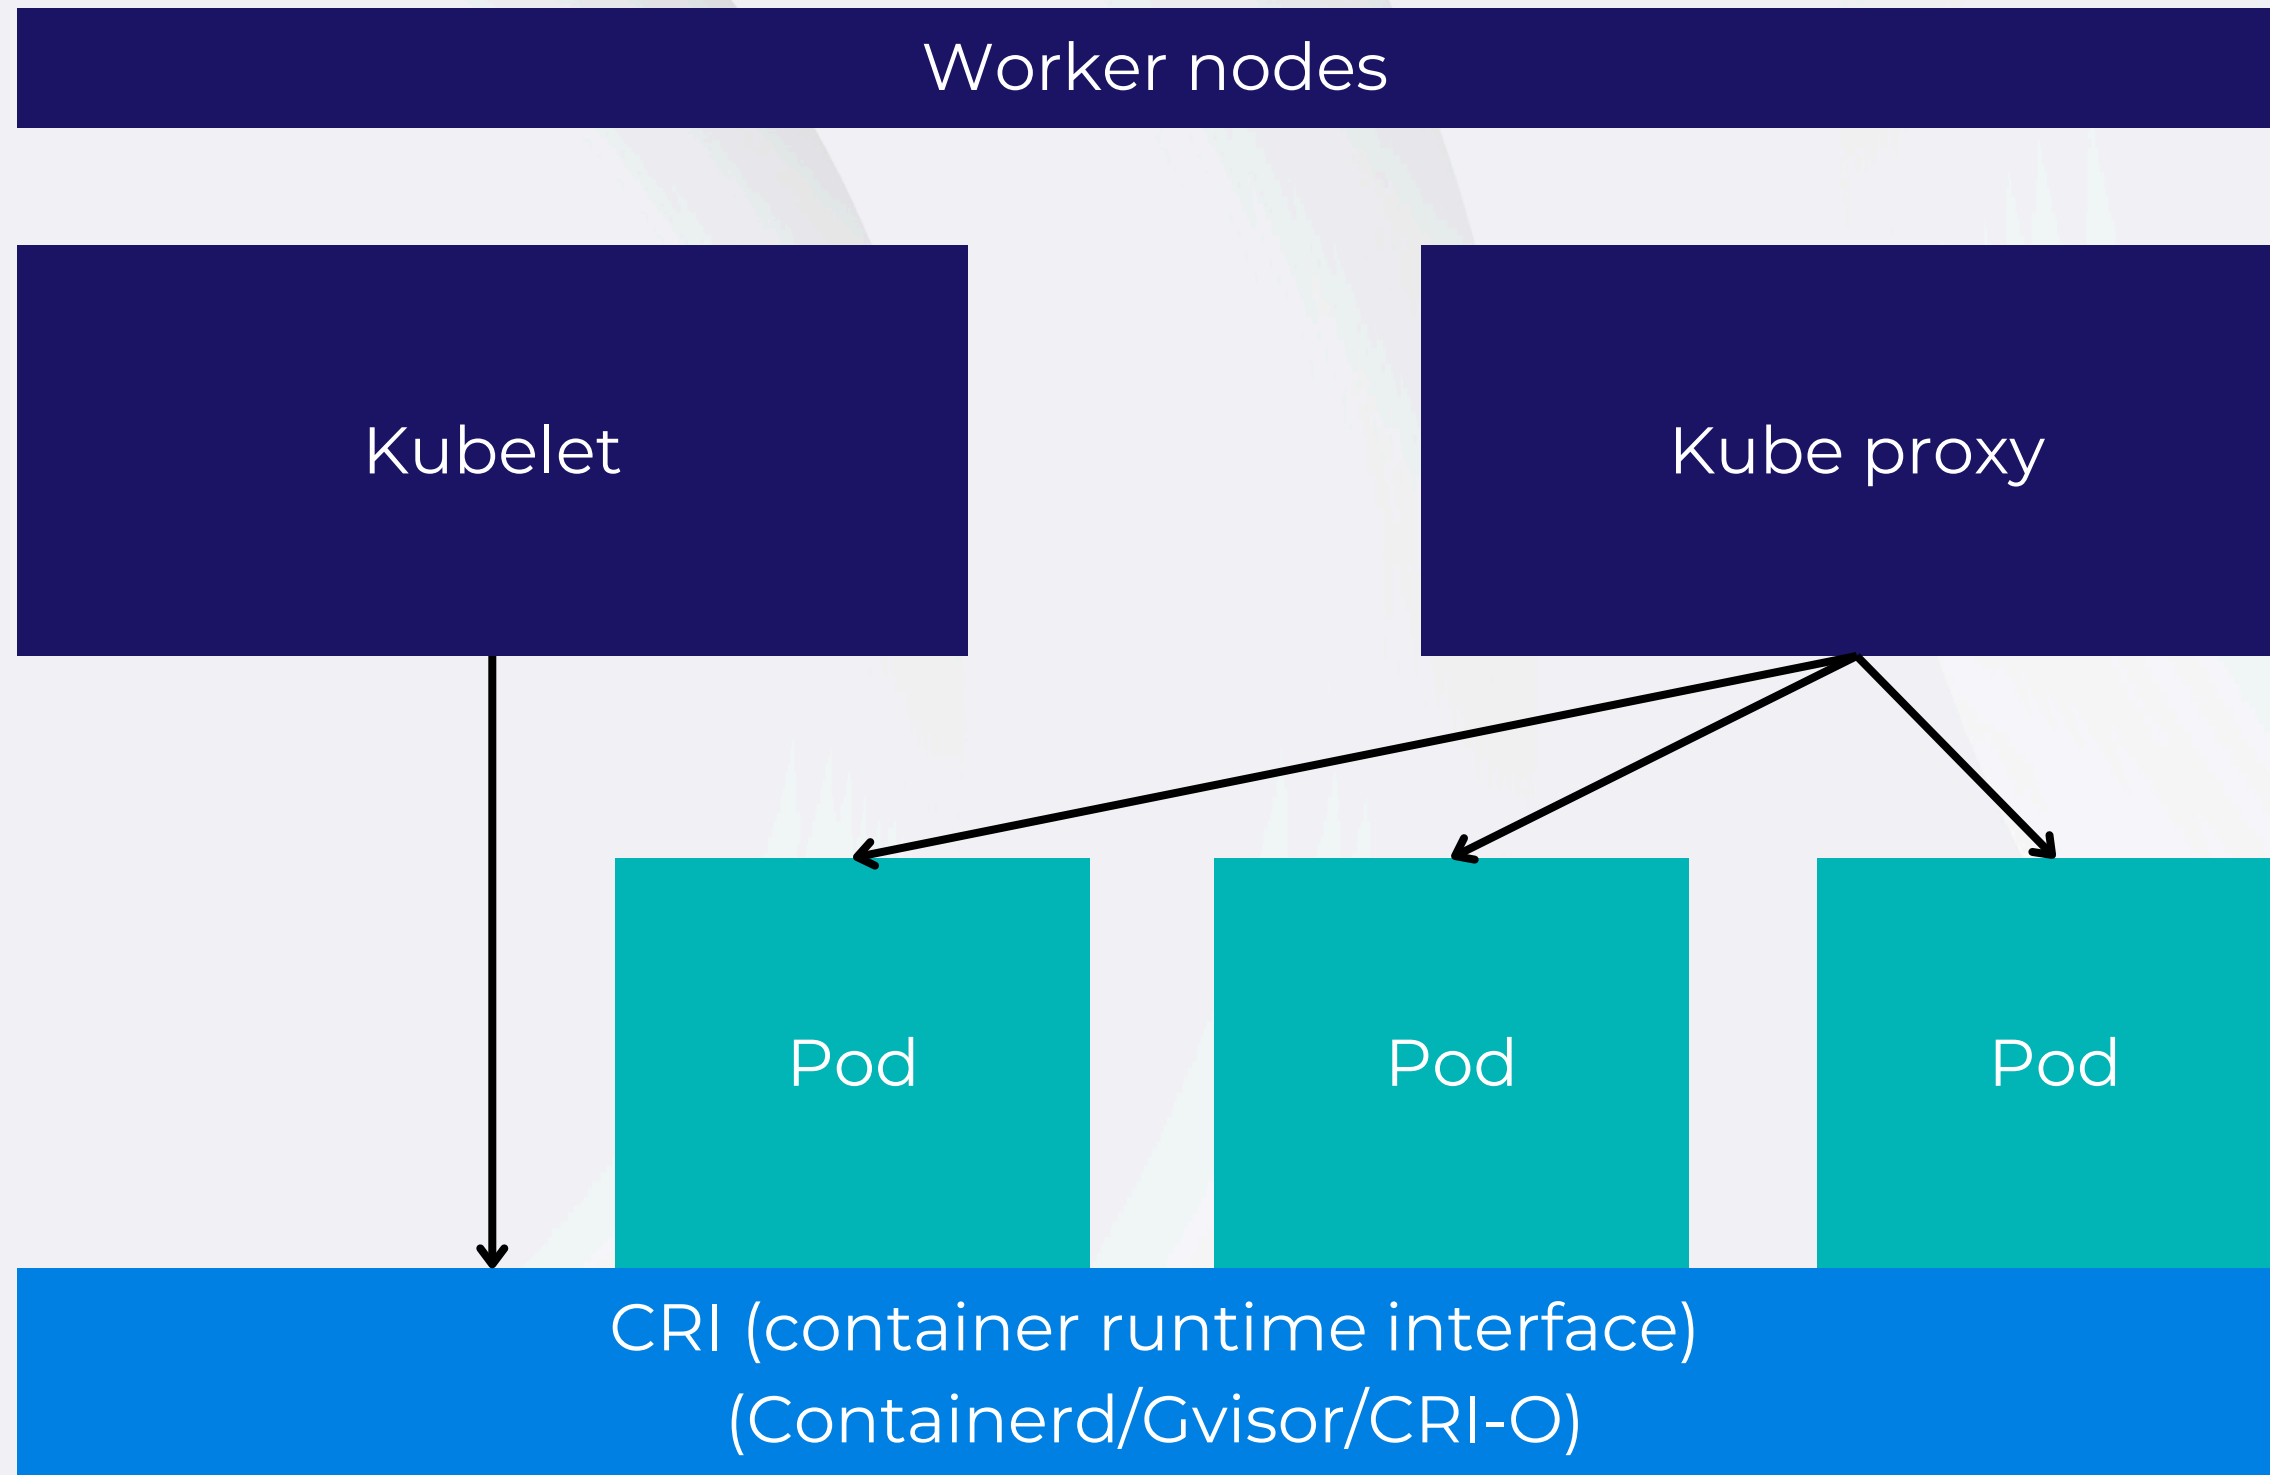 Worker nodes
Kubelet
Kube proxy
Pod
Pod
Pod
CRI (container runtime interface)
(Containerd/Gvisor/CRI-O)